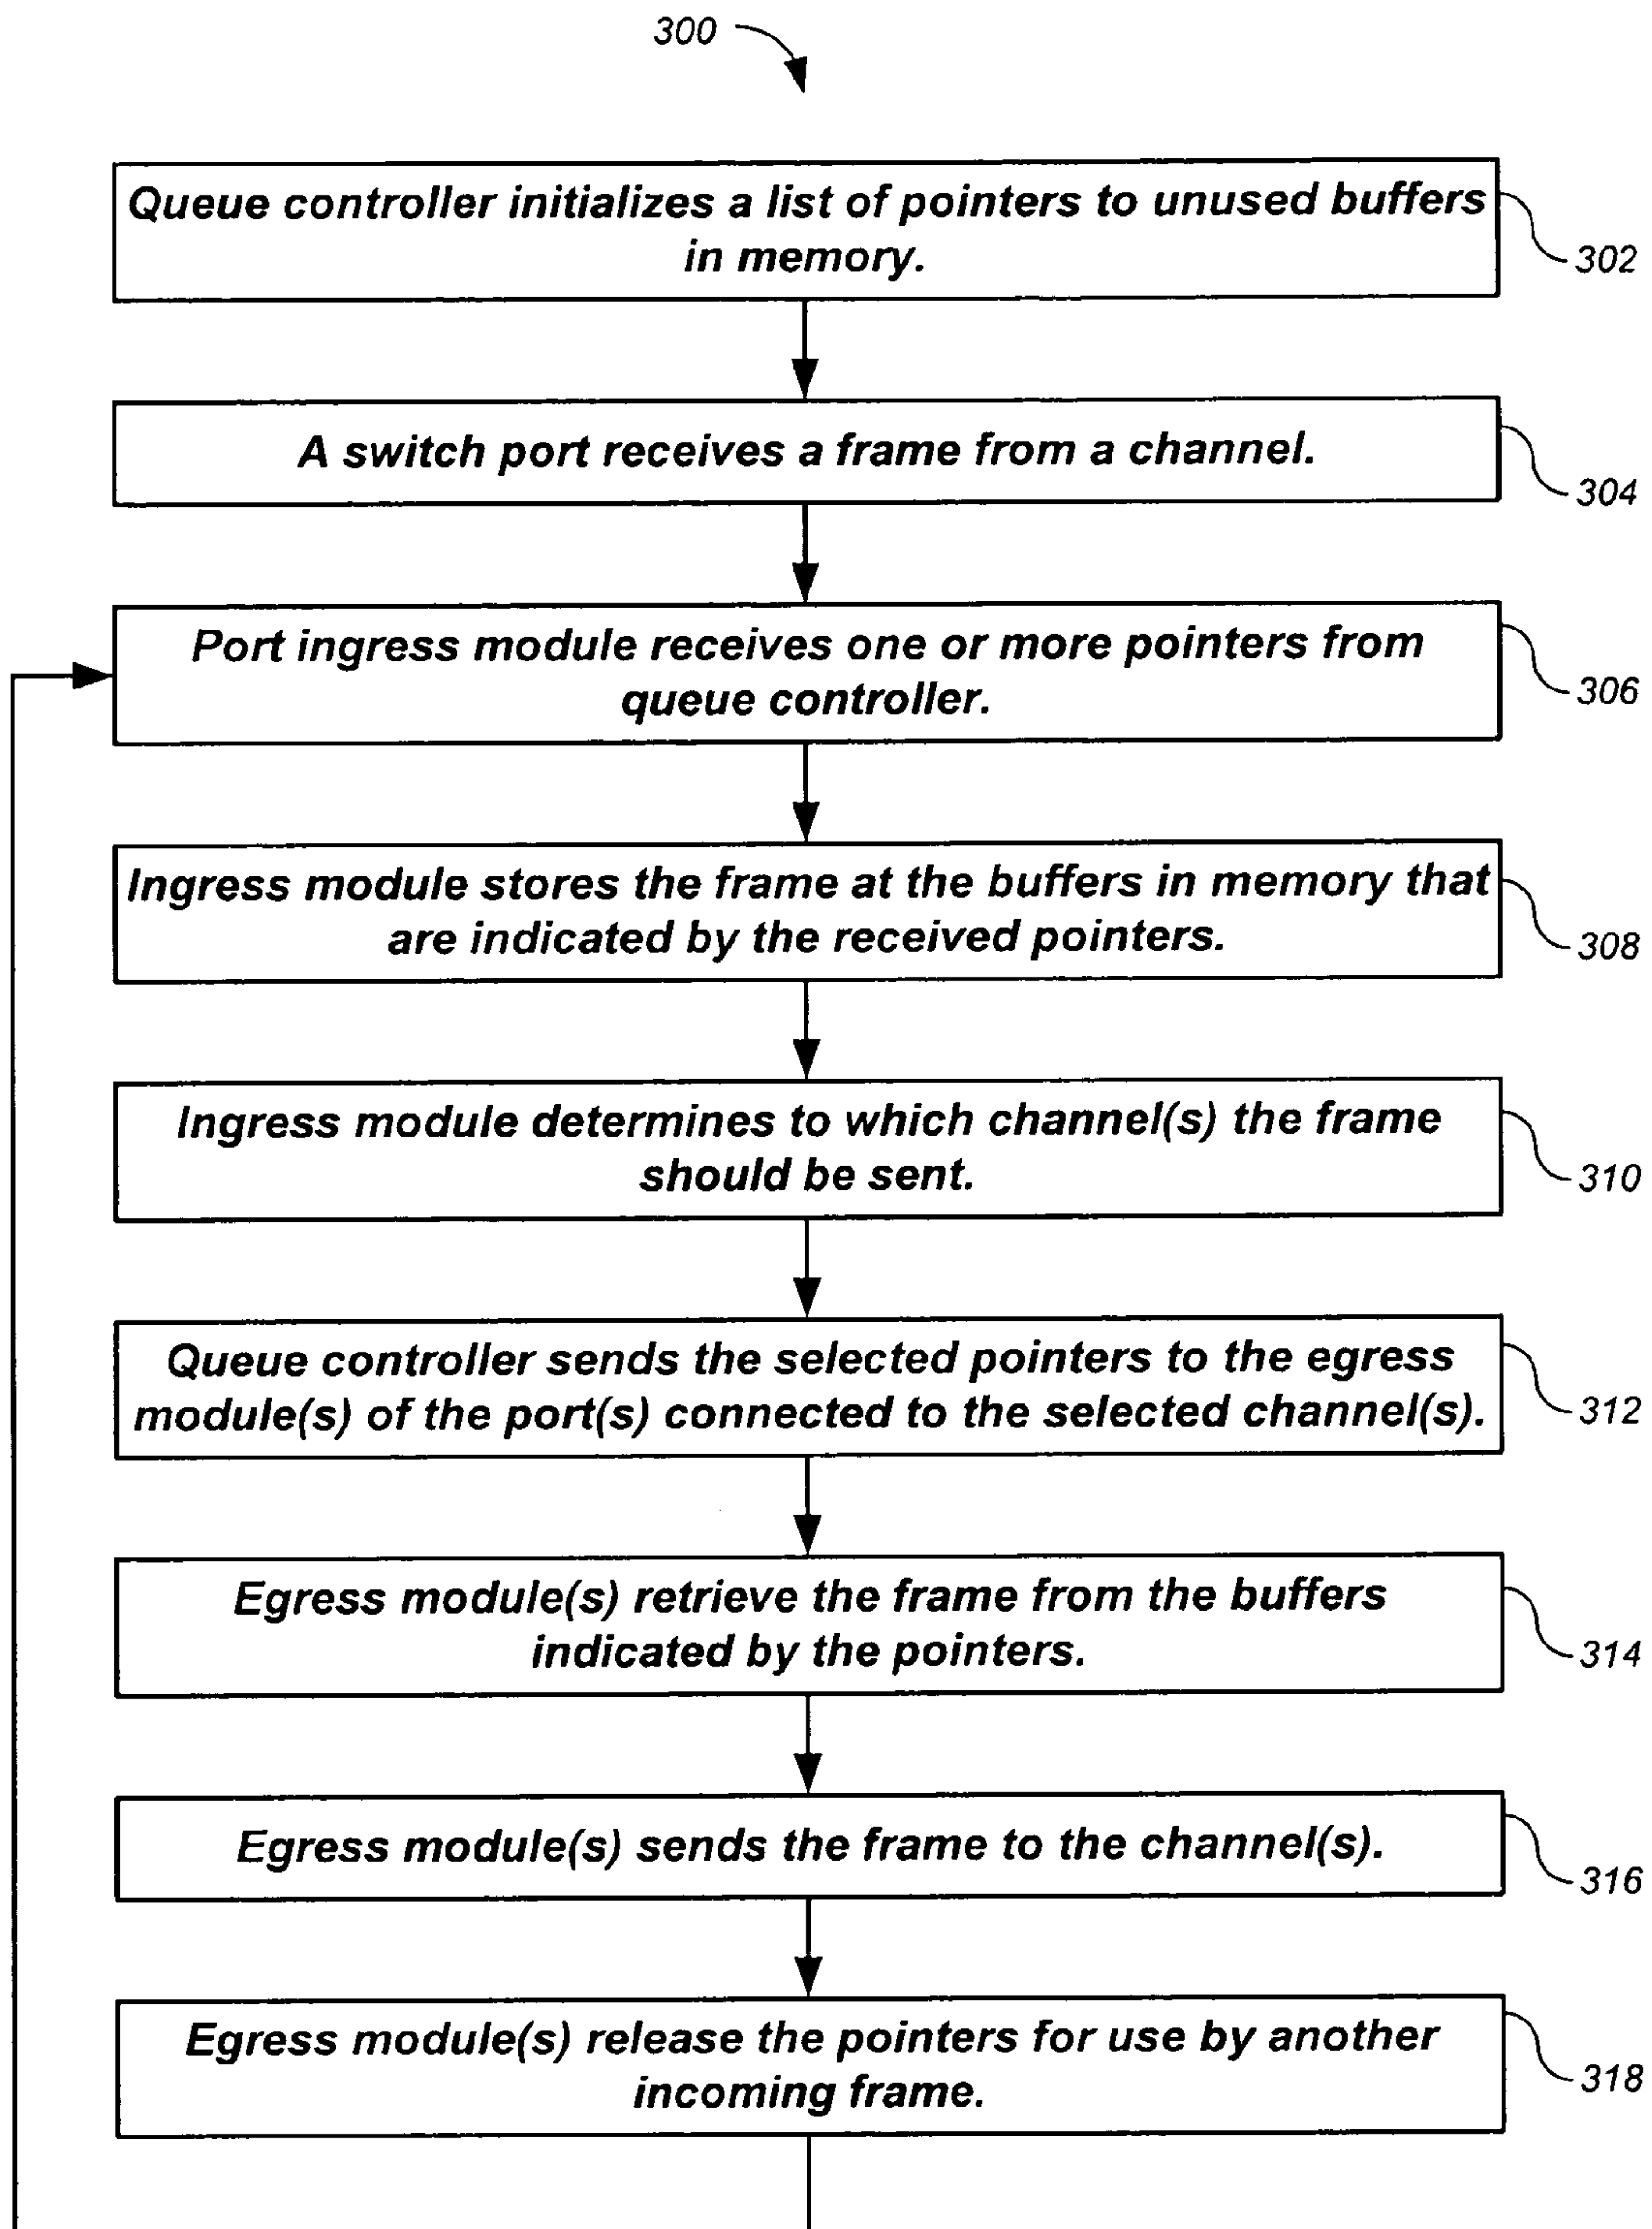 300
Queue controller initializes a list of pointers to unused buffers
in memory.
302
A switch port receives a frame from a channel.
304
Port ingress module receives one or more pointers from
queue controller.
306
Ingress module stores the frame at the buffers in memory that
are indicated by the received pointers.
308
Ingress module determines to which channel(s) the frame
should be sent.
310
Queue controller sends the selected pointers to the egress
module(s) of the port(s) connected to the selected channel(s).
312
Egress module(s) retrieve the frame from the buffers
indicated by the pointers.
314
Egress module(s) sends the frame to the channel(s).
316
Egress module(s) release the pointers for use by another
incoming frame.
318